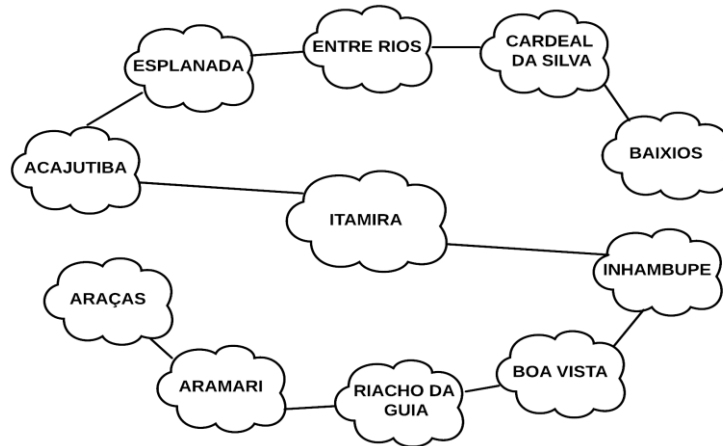 ENTRE RIOS
CARDEAL
DA SILVA
ESPLANADA
BAIXIOS
ACAJUTIBA
ITAMIRA
INHAMBUPE
ARAÇAS
BOA VISTA
ARAMARI
RIACHO DA
GUIA